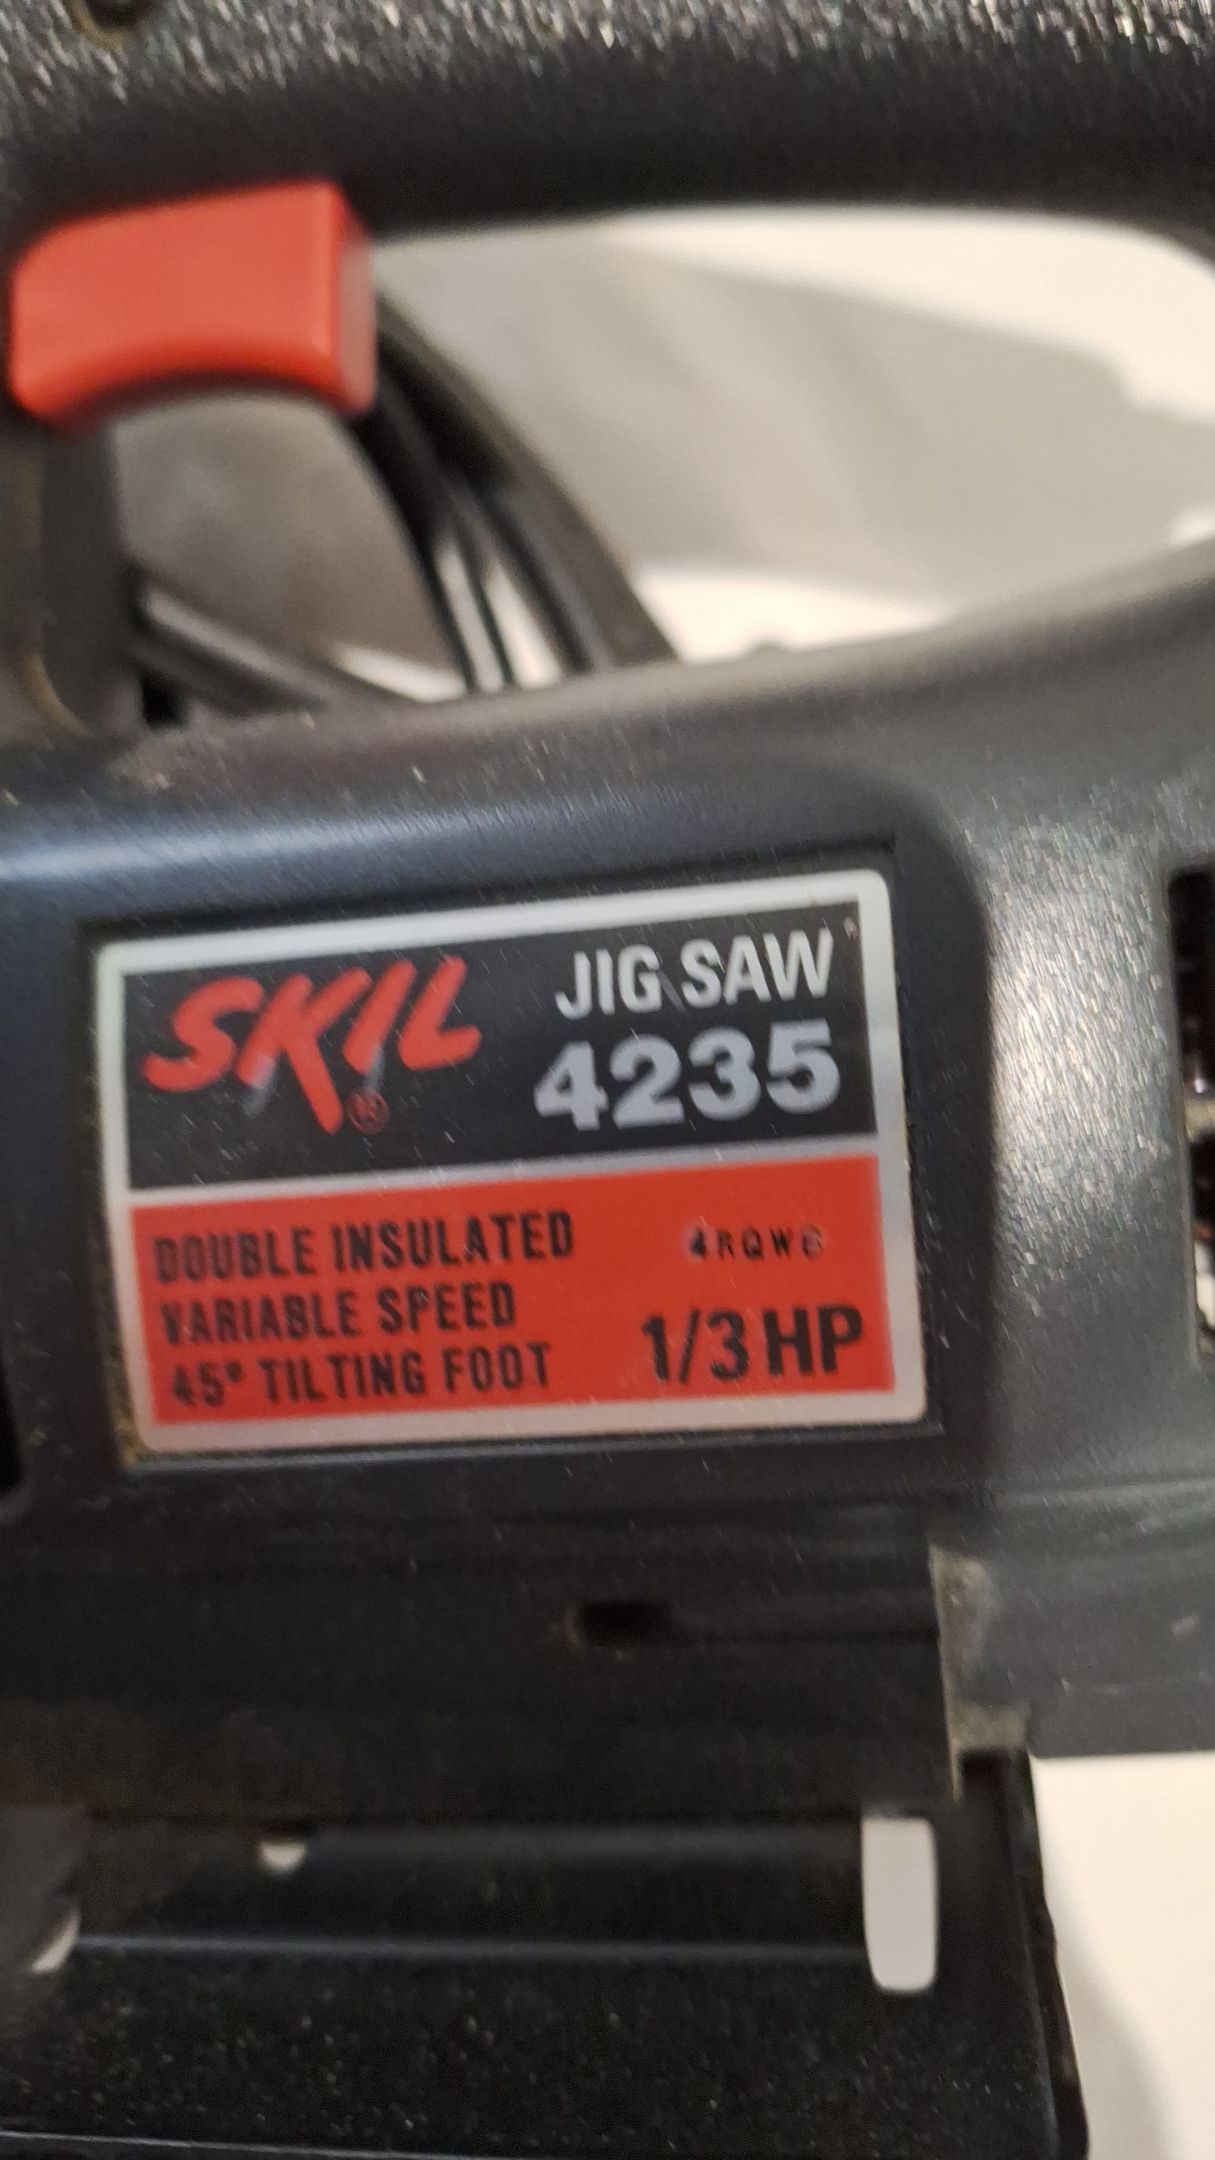 SKIL®
JIG SAW
4235
DOUBLE INSULATED
VARIABLE SPEED
45° TILTING FOOT
1/3 HP